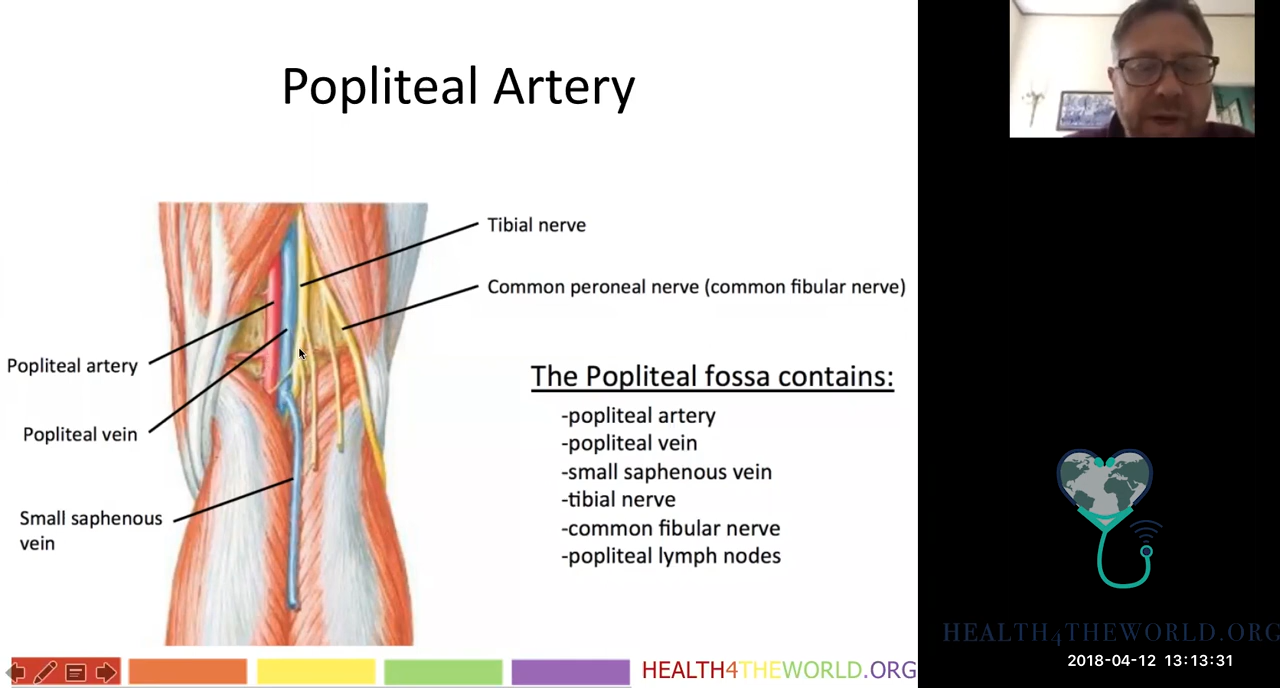 Popliteal Artery
Tibial nerve
Common peroneal nerve (common fibular nerve)
Popliteal artery
Popliteal vein
Small saphenous
vein
The Popliteal fossa contains:
-popliteal artery
-popliteal vein
-small saphenous vein
-tibial nerve
-common fibular nerve
-popliteal lymph nodes
HEALTH4THEWORLD.ORG
HEALTH4THEWORLD.ORG
2018-04-12 13:13:31